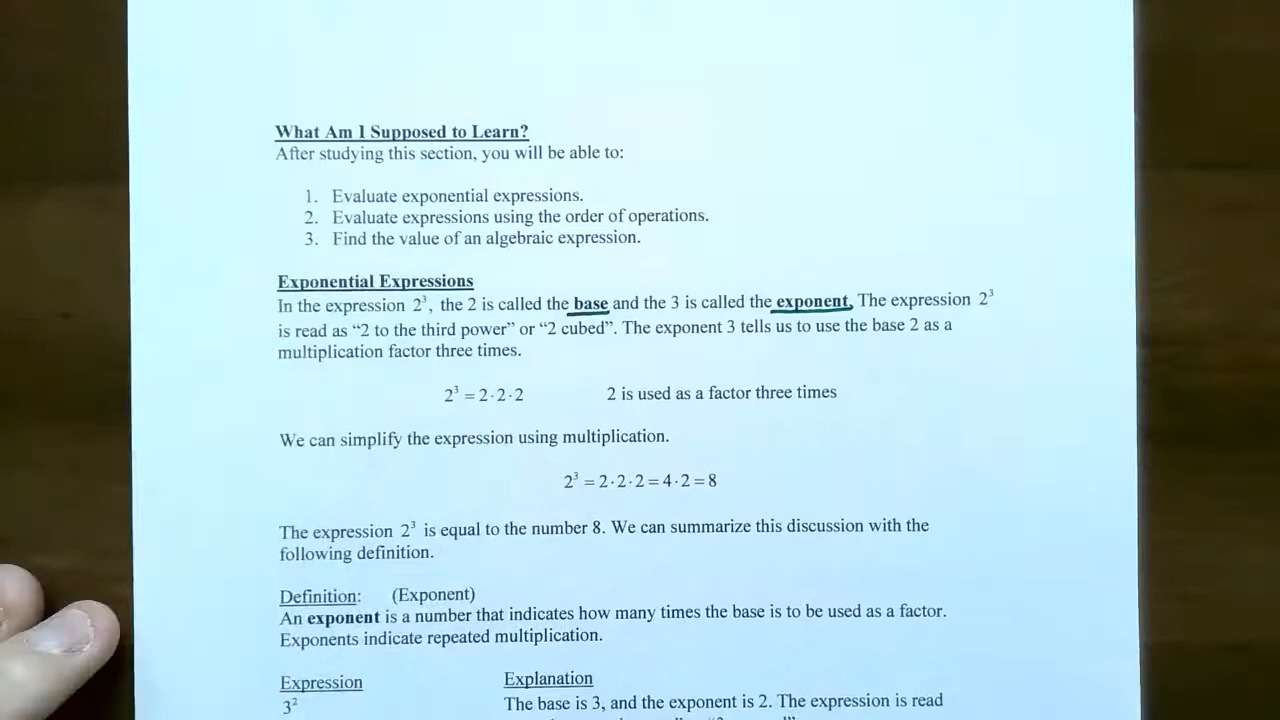 What Am I Supposed to Learn?
After studying this section, you will be able to:
1. Evaluate exponential expressions.
2. Evaluate expressions using the order of operations.
3. Find the value of an algebraic expression.
Exponential Expressions
In the expression 2³, the 2 is called the base and the 3 is called the exponent. The expression 2³
is read as “2 to the third power” or “2 cubed”. The exponent 3 tells us to use the base 2 as a
multiplication factor three times.
2³ = 2·2·2 2 is used as a factor three times
We can simplify the expression using multiplication.
2³ = 2·2·2 = 4·2 = 8
The expression 2³ is equal to the number 8. We can summarize this discussion with the
following definition.
Definition: (Exponent)
An exponent is a number that indicates how many times the base is to be used as a factor.
Exponents indicate repeated multiplication.
Expression Explanation
3² The base is 3, and the exponent is 2. The expression is read